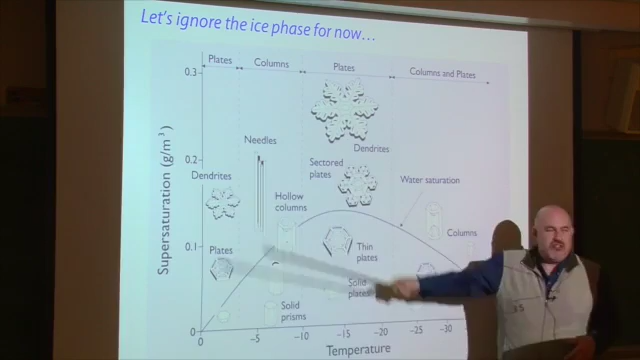 Let's ignore the ice phase for now...
Plates
Columns
Plates
Columns and Plates
0.3
Needles
Dendrites
0.2
Sectored
plates
Dendrites
Water saturation
Hollow
columns
Columns
0.1
Plates
Thin
plates
Solid
plates
Solid
prisms
0
0
-5
-10
-15
-20
-25
-30
Supersaturation (g/m³)
Temperature